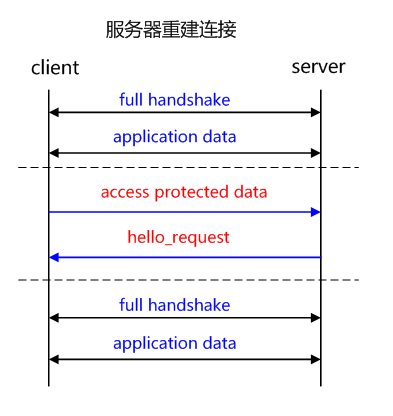 服务器重建连接
client
server
full handshake
application data
access protected data
hello_request
full handshake
application data